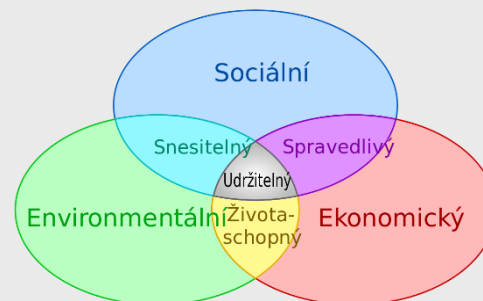 Sociální
Snesitelný
Spravedlivý
Udržitelný
Environmentální
Života-
schopný
Ekonomický